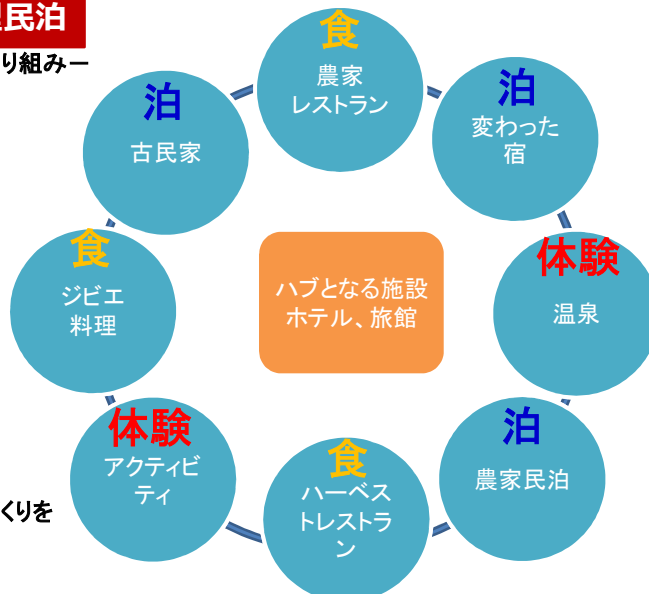 民泊
り組みー
食
農家
レストラン
泊
変わった
宿
体験
温泉
泊
農家民泊
食
ハーベス
トレストラ
ン
体験
アクティビ
ティ
食
ジビエ
料理
泊
古民家
ハブとなる施設
ホテル、旅館
くりを